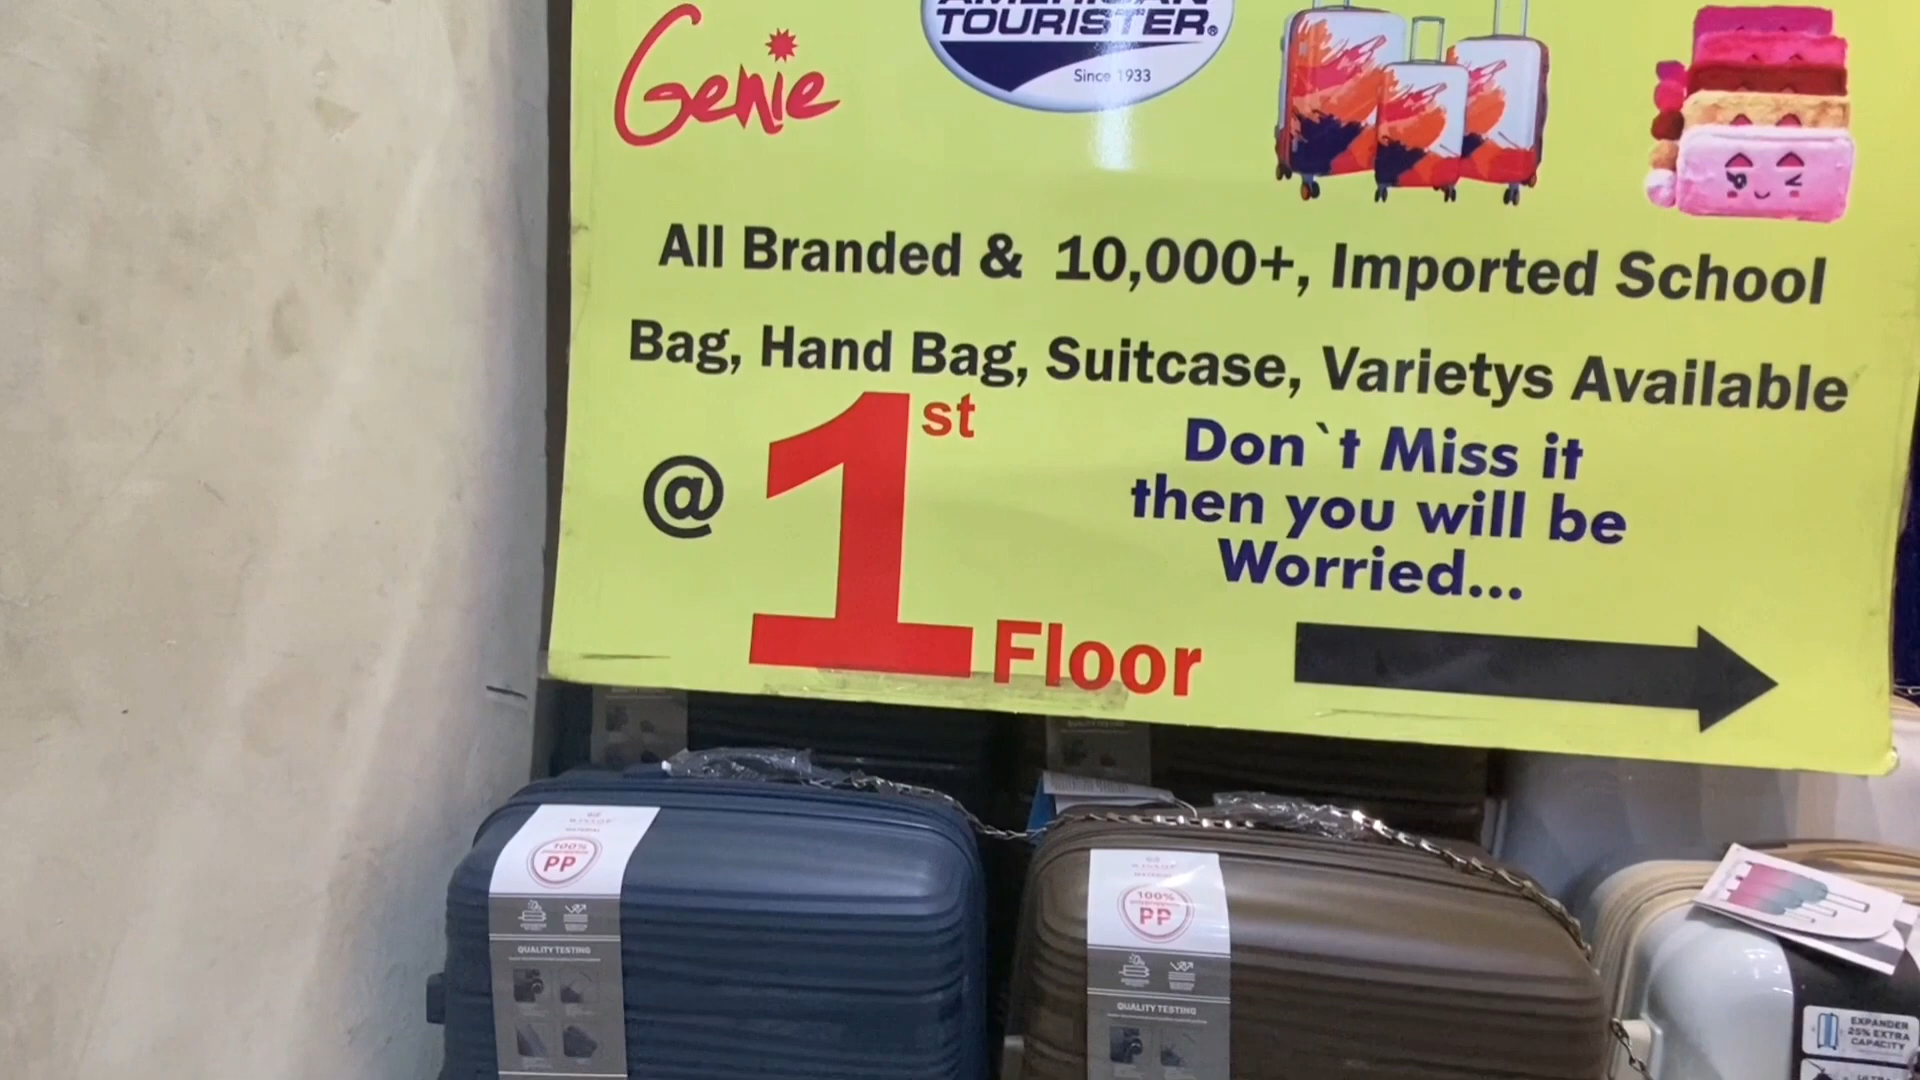 Genie
AMERICAN
TOURISTER®
Since 1933
All Branded & 10,000+, Imported School
Bag, Hand Bag, Suitcase, Varietys Available
@ 1st Floor
Don`t Miss it
then you will be
Worried...
100%
PP
QUALITY TESTING
100%
PP
QUALITY TESTING
EXPANDER
25% EXTRA
CAPACITY